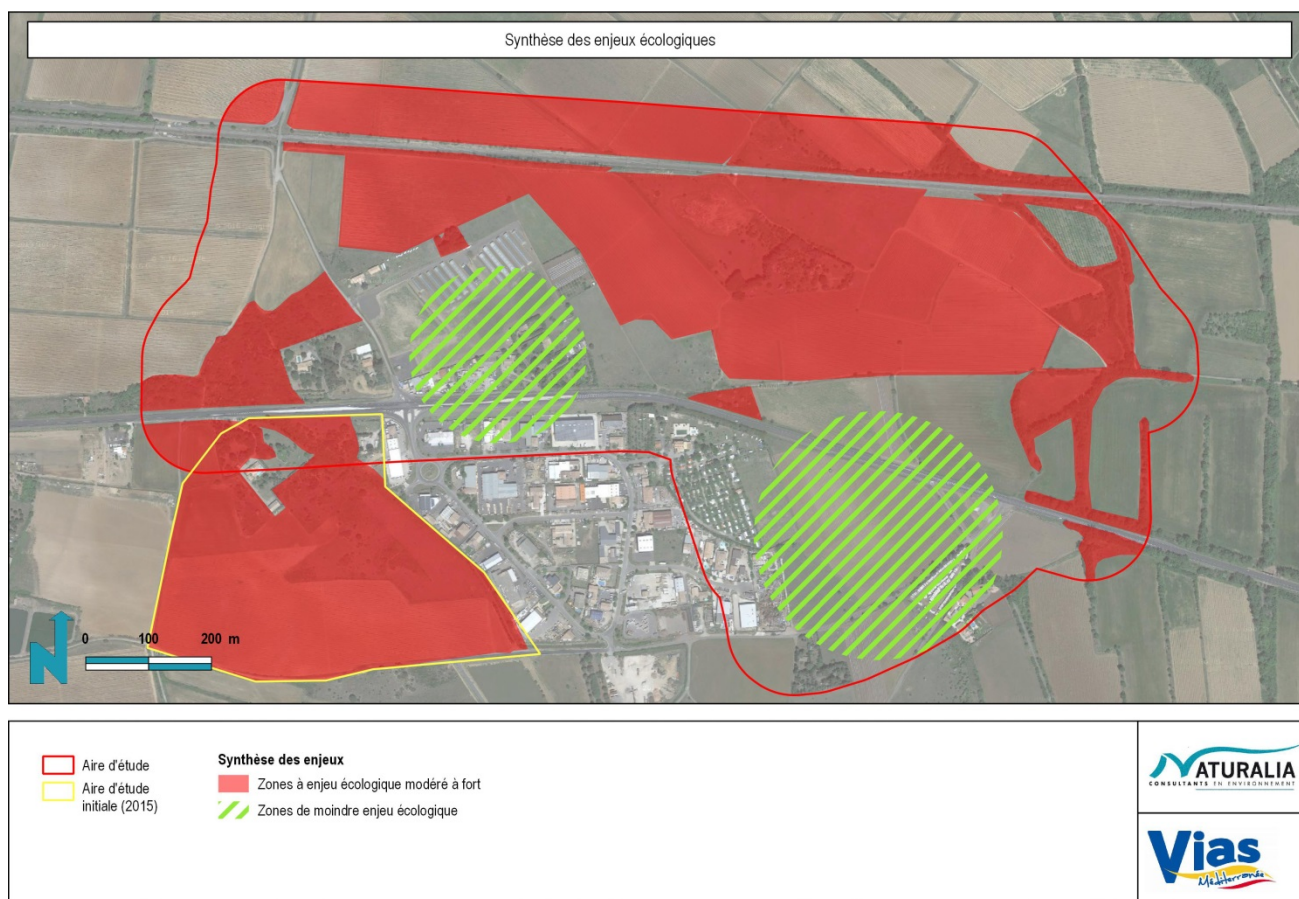 Synthèse des enjeux écologiques
N
0 100 200 m
Aire d'étude
Aire d'étude
initiale (2015)
Synthèse des enjeux
Zones à enjeu écologique modéré à fort
Zones de moindre enjeu écologique
NATURALIA
CONSULTANTS EN ENVIRONNEMENT
Vias
Méditerranée